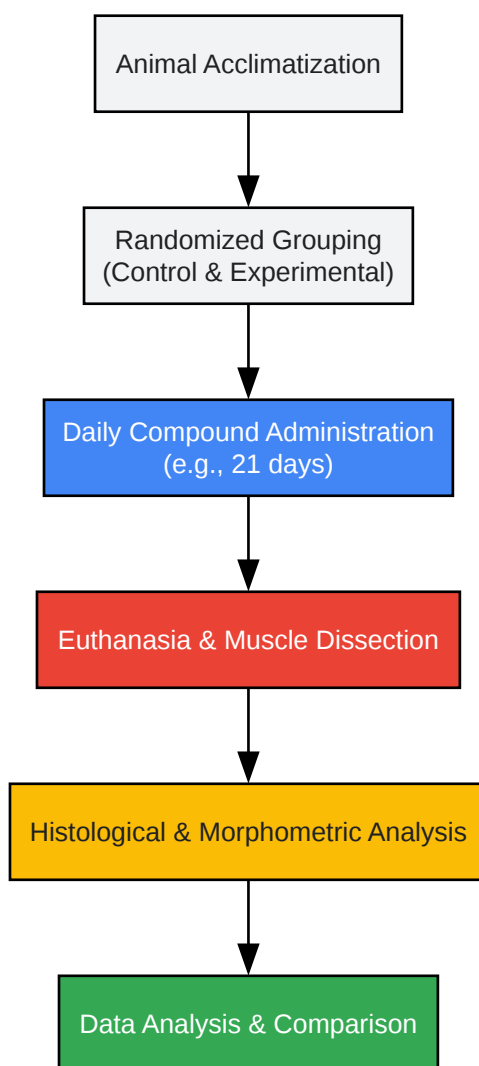 Animal Acclimatization
Randomized Grouping
(Control & Experimental)
Daily Compound Administration
(e.g., 21 days)
Euthanasia & Muscle Dissection
Histological & Morphometric Analysis
Data Analysis & Comparison